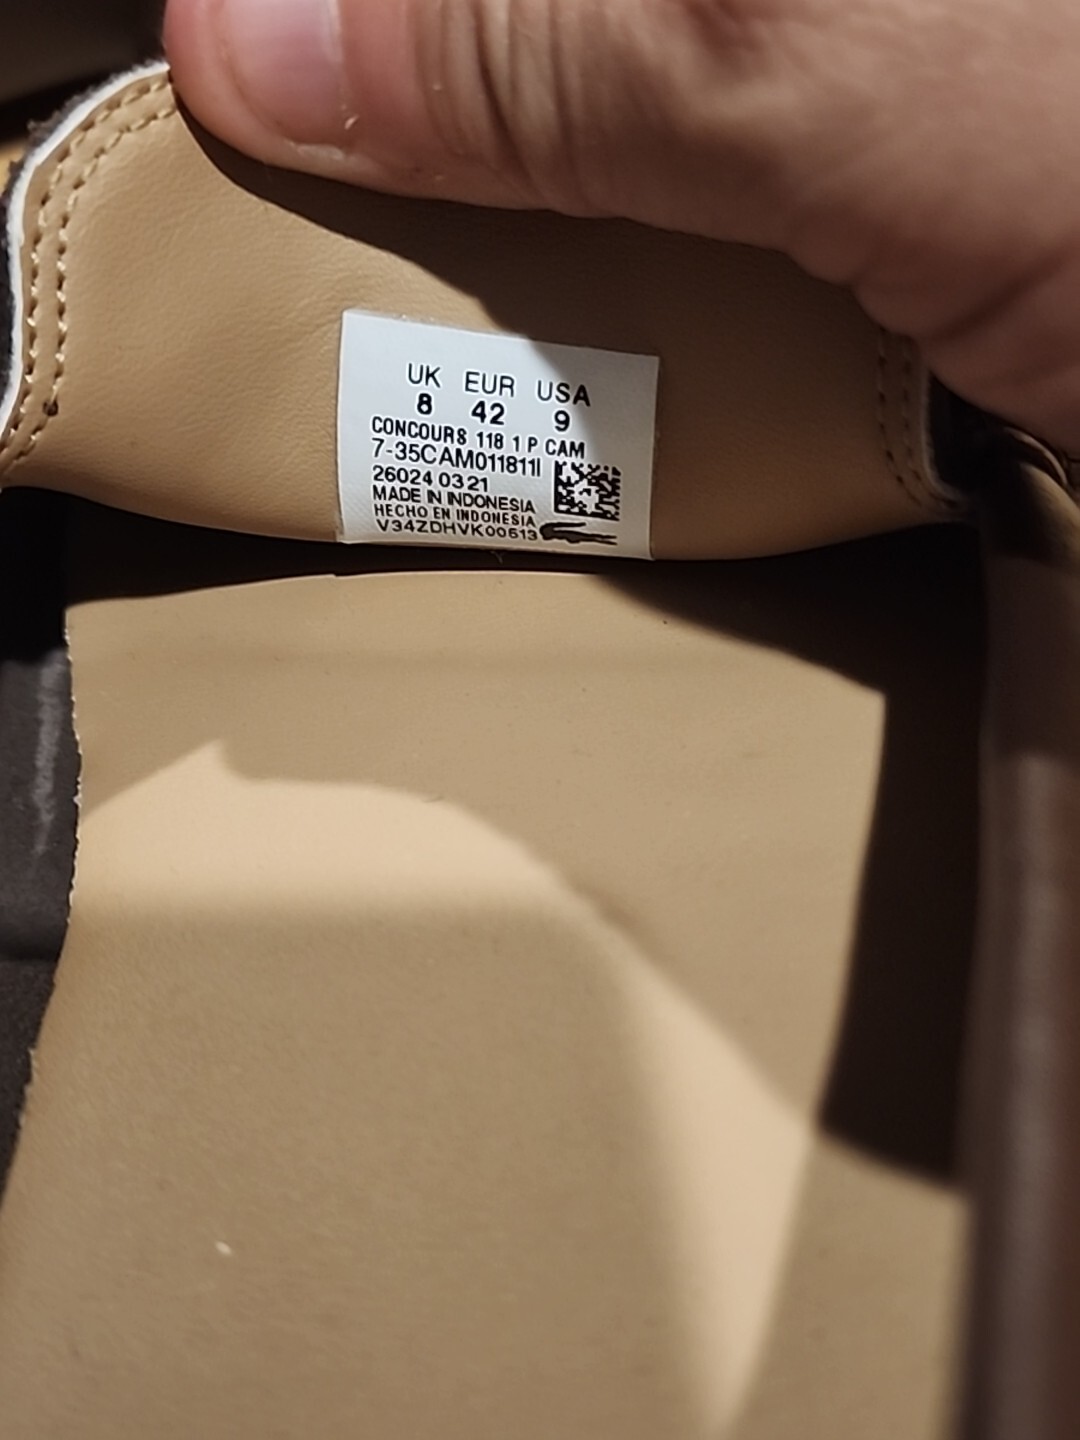 UK EUR USA
8 42 9
CONCOURS 118 1 P CAM
7-35CAM011811I
26024 0321
MADE IN INDONESIA
HECHO EN INDONESIA
V34ZDHVK00613